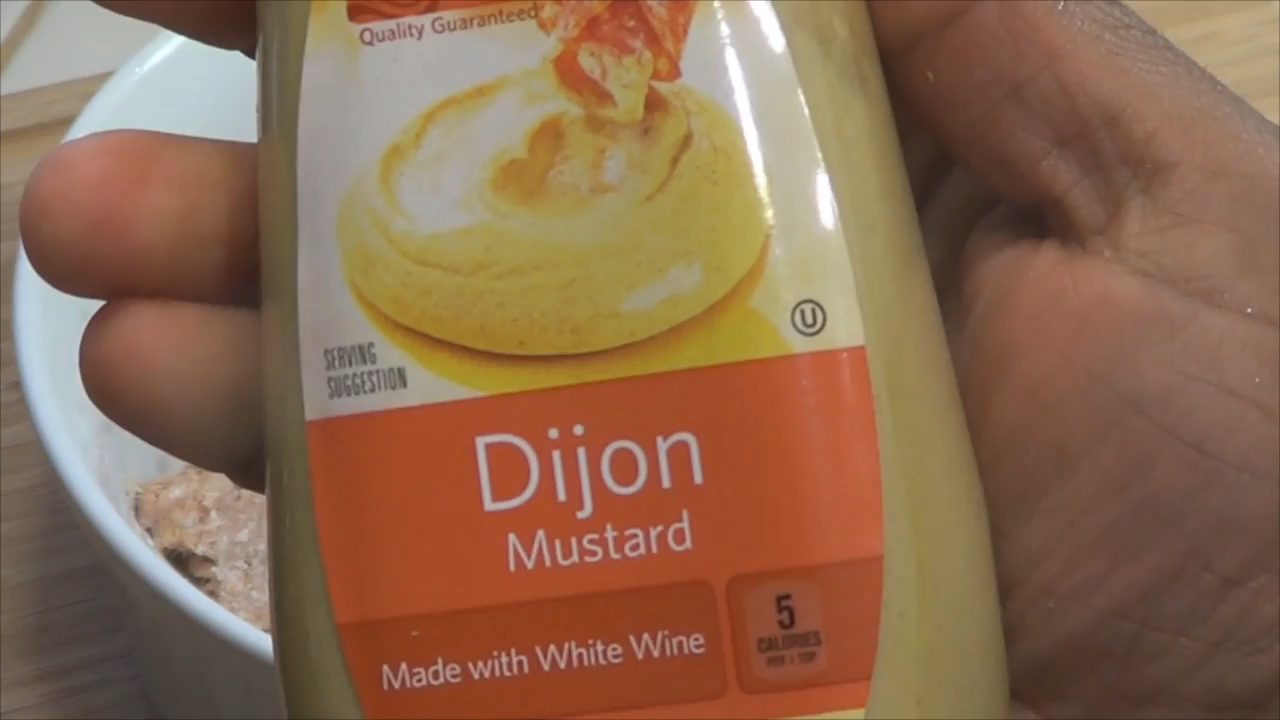 Quality Guaranteed
U
SERVING
SUGGESTION
Dijon
Mustard
Made with White Wine
5
CALORIES
PER 1 TSP